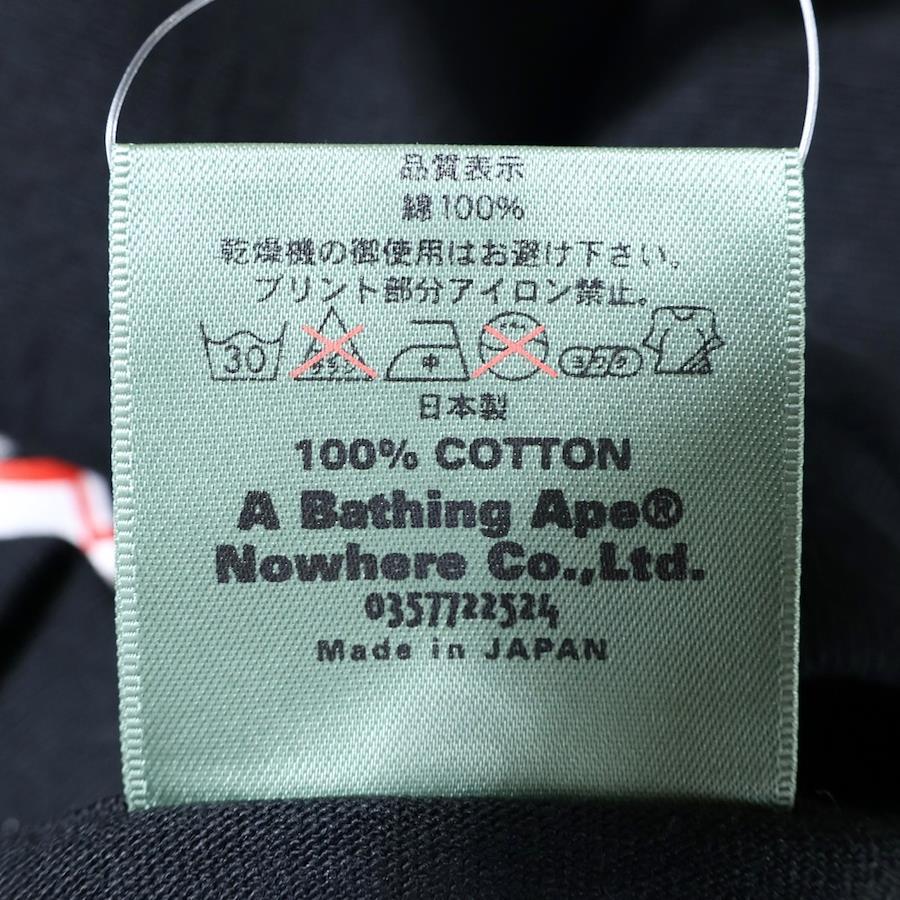 品質表示
綿100%
乾燥機の御使用はお避け下さい。
プリント部分アイロン禁止。
30 中
日本製
100% COTTON
A Bathing Ape®
Nowhere Co.,Ltd.
0357722524
Made in JAPAN